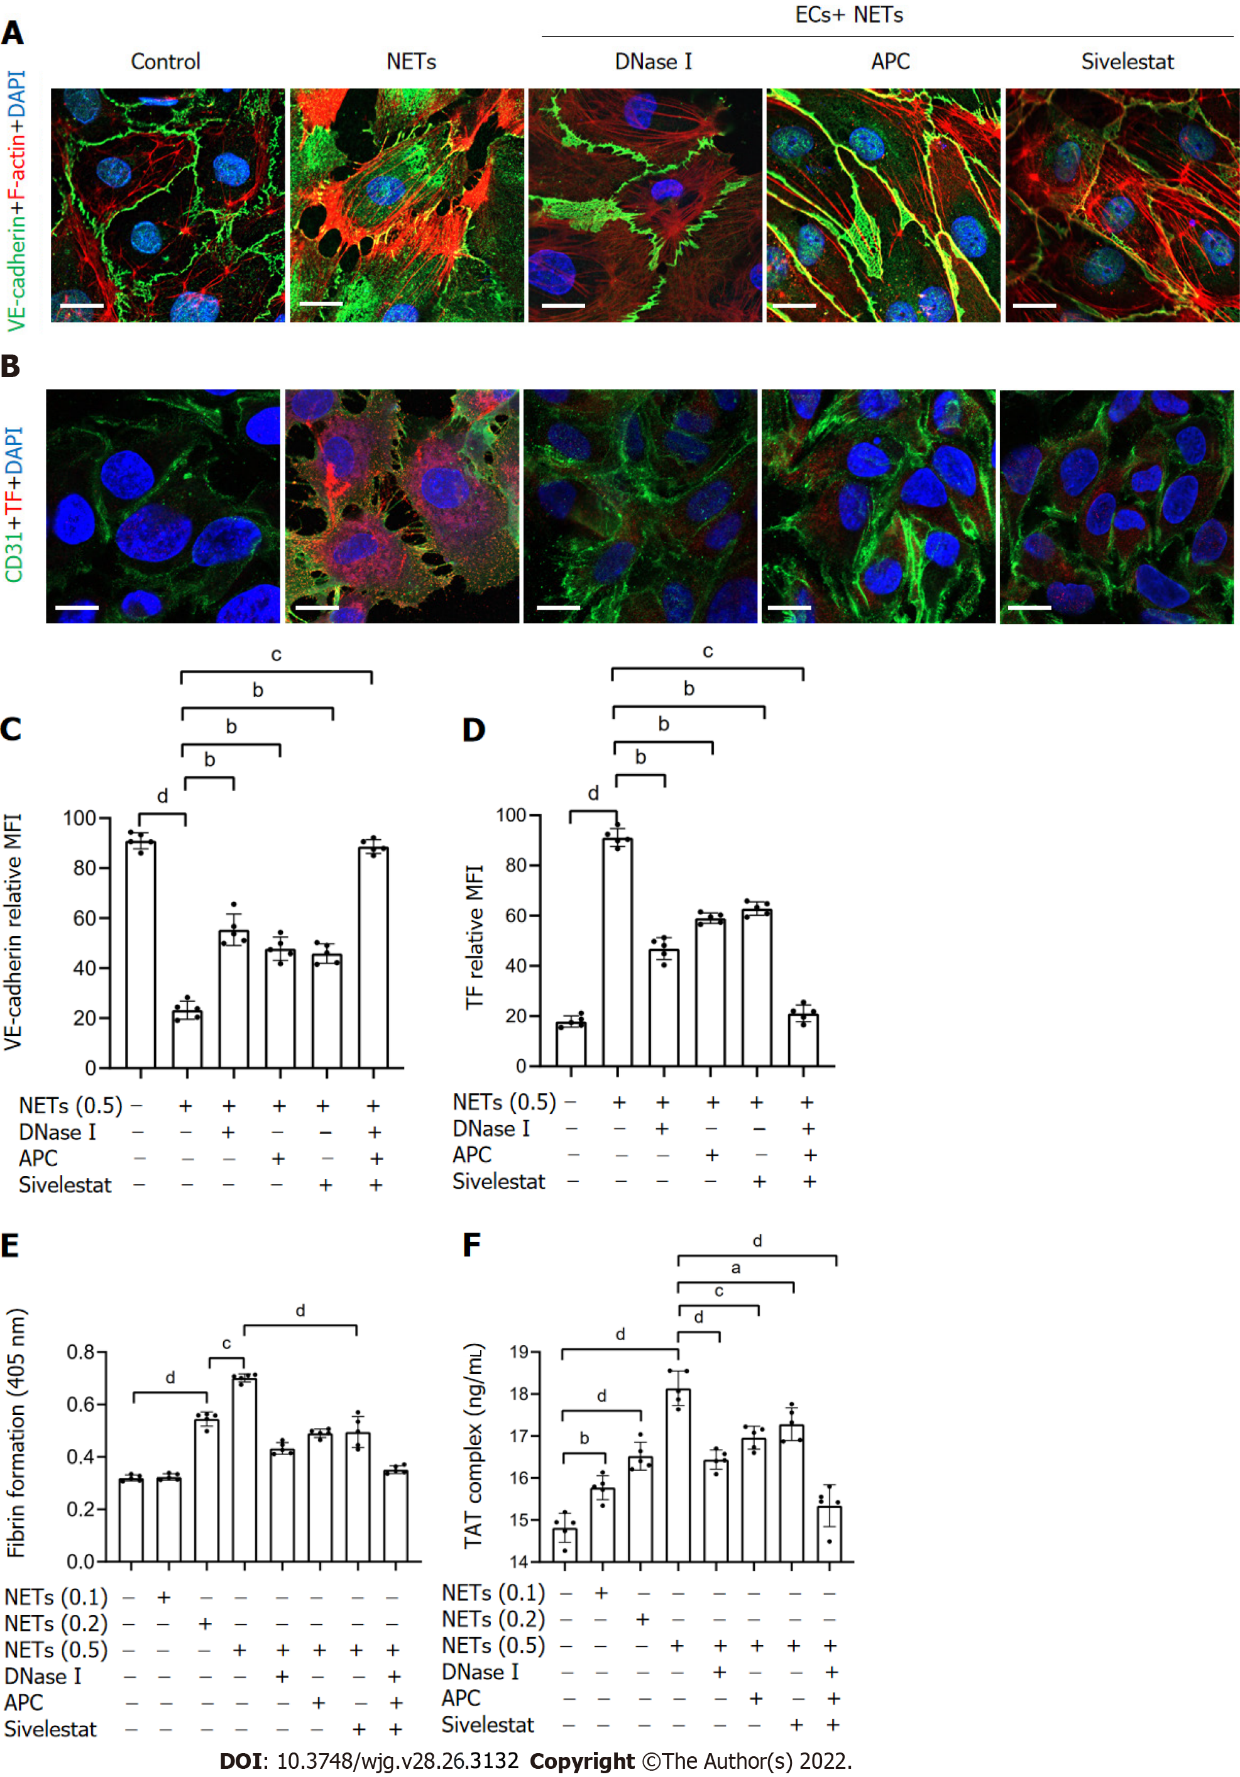 ECs+ NETs
A
Control NETs DNase I APC Sivelestat
VE-cadherin+F-actin+DAPI
B
CD31+TF+DAPI
C
c
b
b
b
d
VE-cadherin relative MFI
100
80
60
40
20
0
NETs (0.5) – + + + + +
DNase I – – + – – +
APC – – – + – +
Sivelestat – – – – + +
D
c
b
b
b
d
TF relative MFI
100
80
60
40
20
0
NETs (0.5) – + + + + +
DNase I – – + – – +
APC – – – + – +
Sivelestat – – – – + +
E
d
c
d
Fibrin formation (405 nm)
0.8
0.6
0.4
0.2
0.0
NETs (0.1) – + – – – – – –
NETs (0.2) – – + – – – – –
NETs (0.5) – – – + + + + +
DNase I – – – – + – – +
APC – – – – – + – +
Sivelestat – – – – – – + +
F
d
a
c
d
d
d
b
TAT complex (ng/mL)
19
18
17
16
15
14
NETs (0.1) – + – – – – – –
NETs (0.2) – – + – – – – –
NETs (0.5) – – – + + + + +
DNase I – – – – + – – +
APC – – – – – + – +
Sivelestat – – – – – – + +
DOI: 10.3748/wjg.v28.26.3132 Copyright ©The Author(s) 2022.